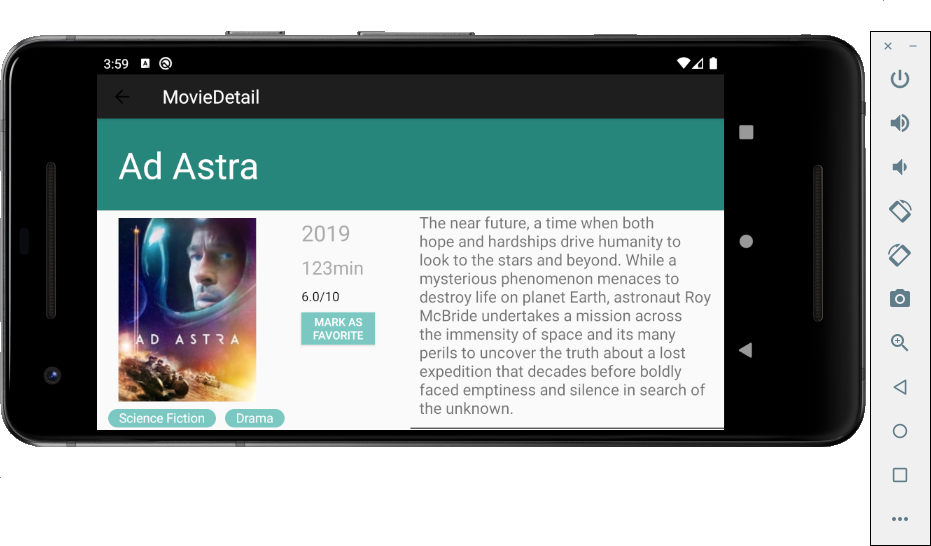 3:59
MovieDetail
Ad Astra
AD ASTRA
Science Fiction
Drama
2019
123min
6.0/10
MARK AS
FAVORITE
The near future, a time when both
hope and hardships drive humanity to
look to the stars and beyond. While a
mysterious phenomenon menaces to
destroy life on planet Earth, astronaut Roy
McBride undertakes a mission across
the immensity of space and its many
perils to uncover the truth about a lost
expedition that decades before boldly
faced emptiness and silence in search of
the unknown.